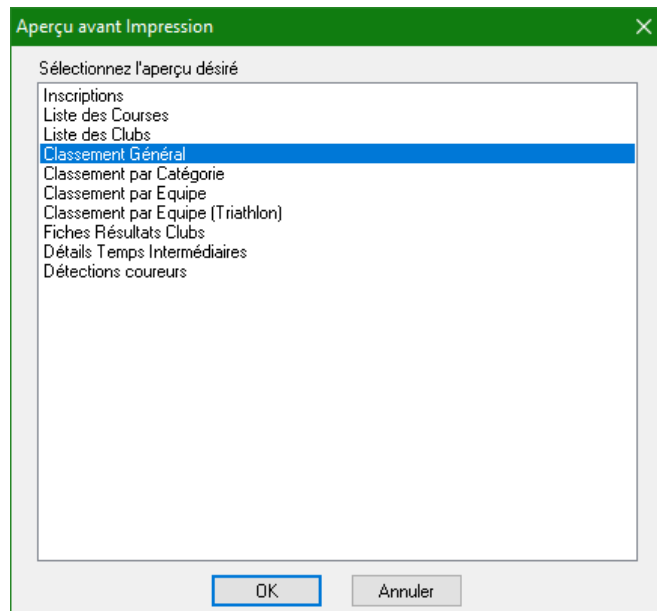 Aperçu avant Impression
Sélectionnez l'aperçu désiré
Inscriptions
Liste des Courses
Liste des Clubs
Classement Général
Classement par Catégorie
Classement par Equipe
Classement par Equipe (Triathlon)
Fiches Résultats Clubs
Détails Temps Intermédiaires
Détections coureurs
OK
Annuler